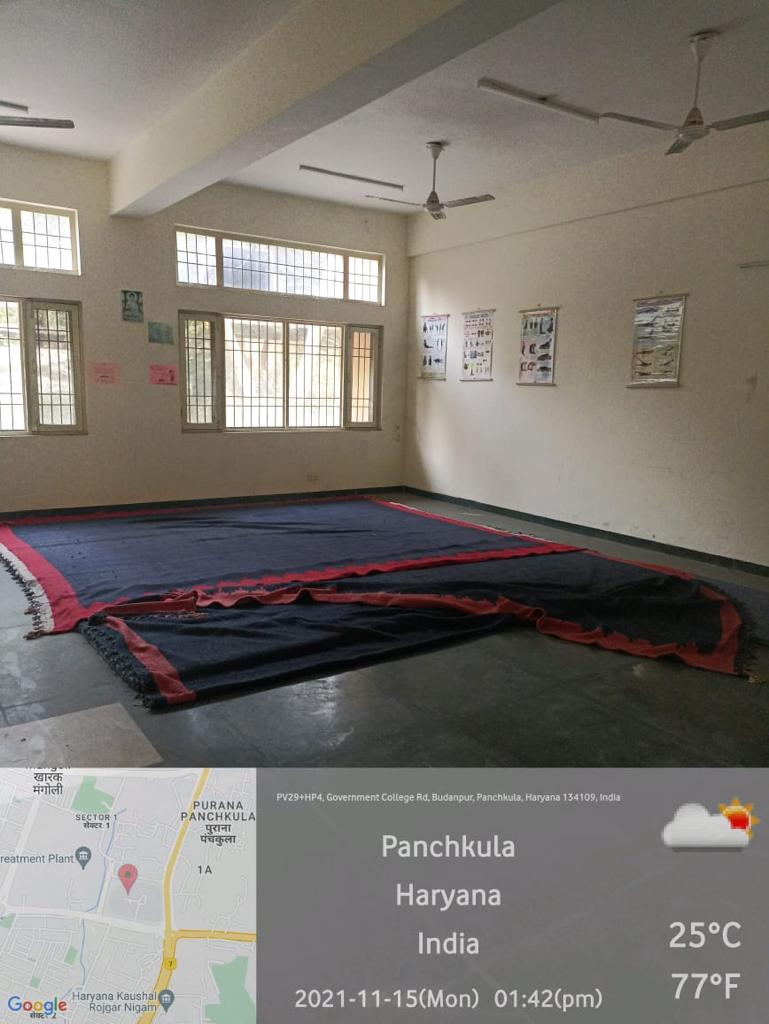 खारक
मंगोली
SECTOR 1
सेक्टर 1
PURANA
PANCHKULA
पुराना
पंचकुला
reatment Plant
1A
7
Haryana Kaushal
Rojgar Nigam
Google
PV29+HP4, Government College Rd, Budanpur, Panchkula, Haryana 134109, India
Panchkula
Haryana
India
2021-11-15(Mon) 01:42(pm)
25°C
77°F